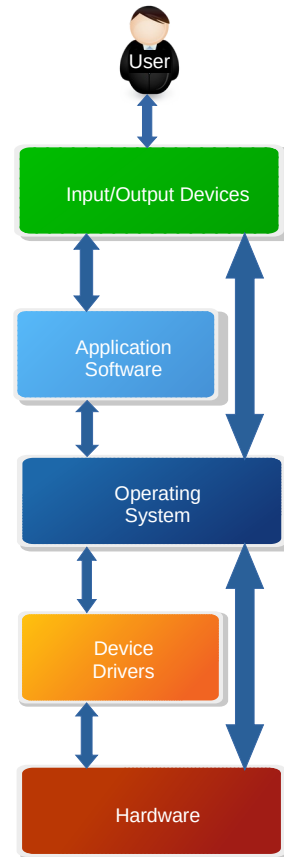 User
Input/Output Devices
Application
Software
Operating
System
Device
Drivers
Hardware